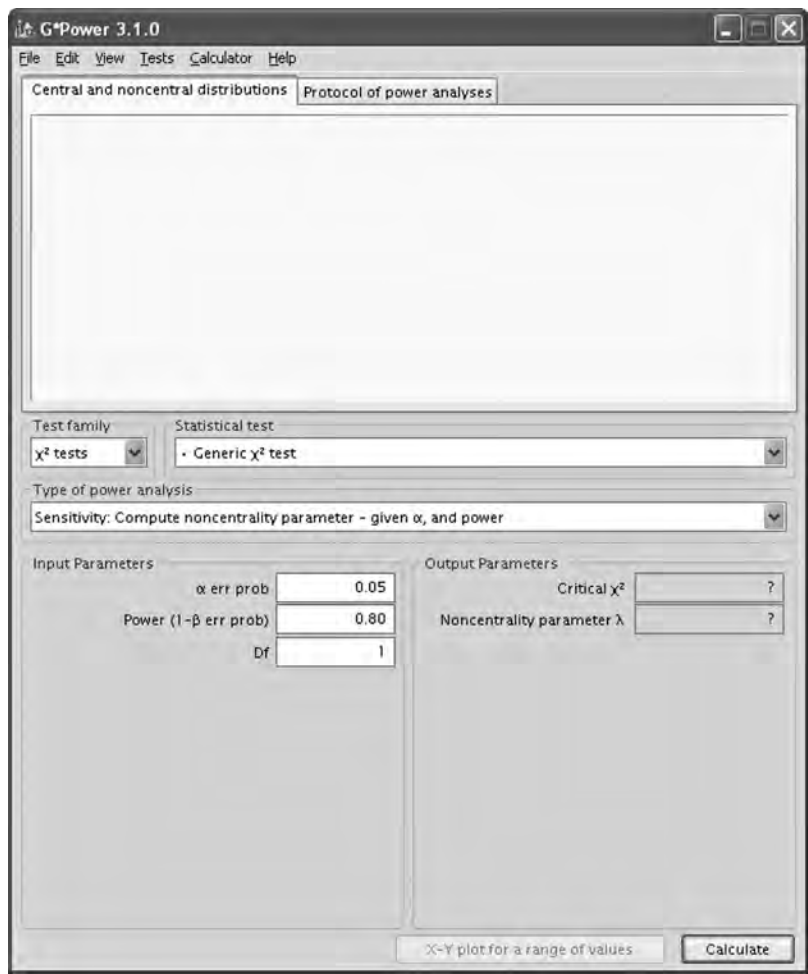 G*Power 3.1.0
File Edit View Tests Calculator Help
Central and noncentral distributions Protocol of power analyses
Test family Statistical test
χ² tests - Generic χ² test
Type of power analysis
Sensitivity: Compute noncentrality parameter - given α, and power
Input Parameters Output Parameters
α err prob 0.05 Critical χ² ?
Power (1-β err prob) 0.80 Noncentrality parameter λ ?
Df 1
X-Y plot for a range of values Calculate